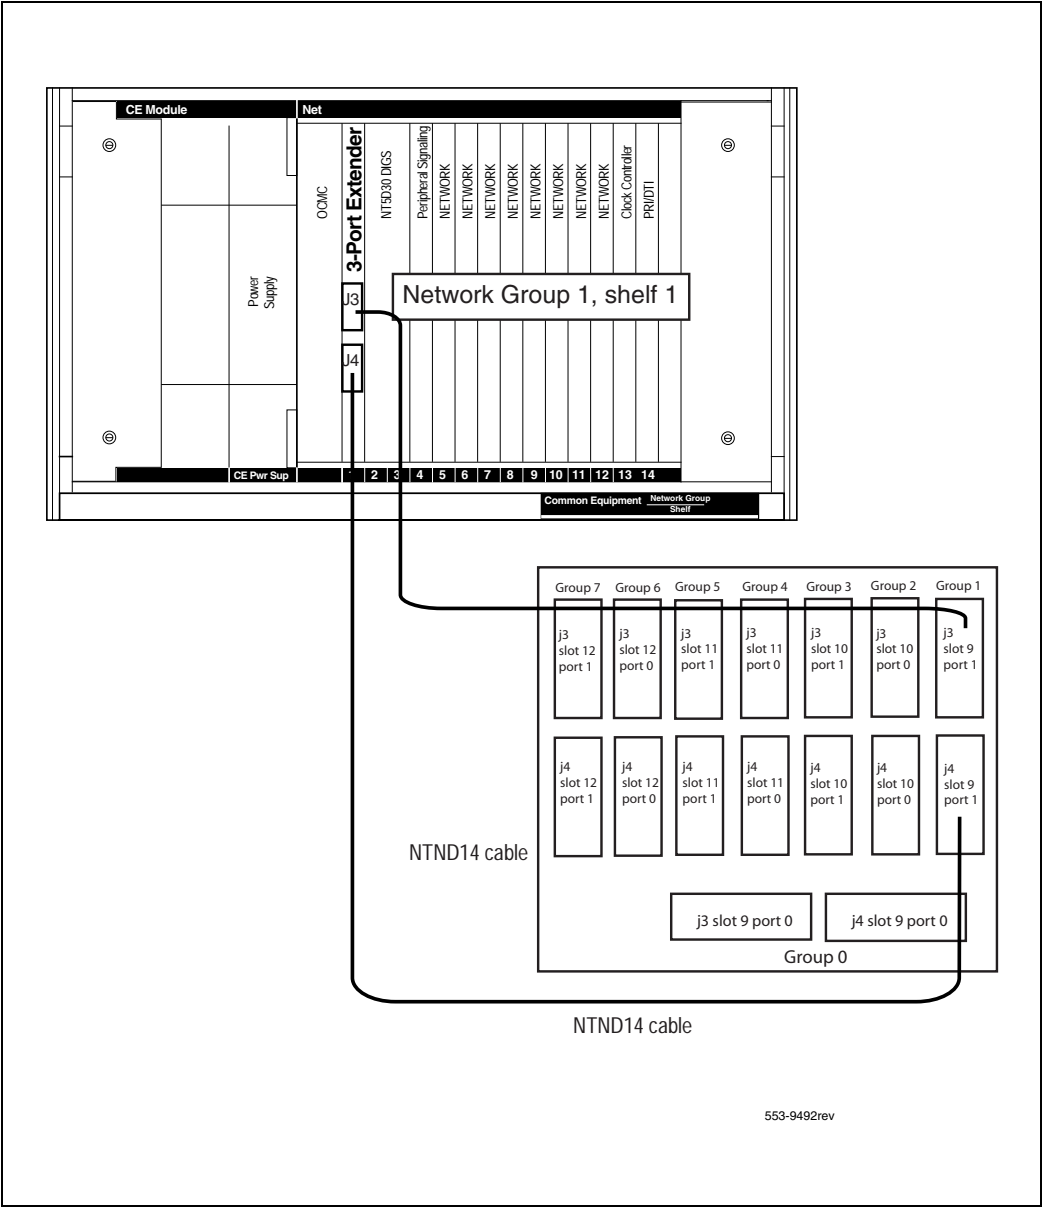 CE Module
Net
OCMC
3-Port Extender
NT5D30 DIGS
Peripheral Signaling
NETWORK
NETWORK
NETWORK
NETWORK
NETWORK
NETWORK
NETWORK
NETWORK
Clock Controller
PRI/DTI
Power
Supply
J3
Network Group 1, shelf 1
J4
CE Pwr Sup
1 2 3 4 5 6 7 8 9 10 11 12 13 14
Common Equipment
Network Group
Shelf
Group 7 Group 6 Group 5 Group 4 Group 3 Group 2 Group 1
j3
slot 12
port 1
j3
slot 12
port 0
j3
slot 11
port 1
j3
slot 11
port 0
j3
slot 10
port 1
j3
slot 10
port 0
j3
slot 9
port 1
j4
slot 12
port 1
j4
slot 12
port 0
j4
slot 11
port 1
j4
slot 11
port 0
j4
slot 10
port 1
j4
slot 10
port 0
j4
slot 9
port 1
NTND14 cable
j3 slot 9 port 0
j4 slot 9 port 0
Group 0
NTND14 cable
553-9492rev